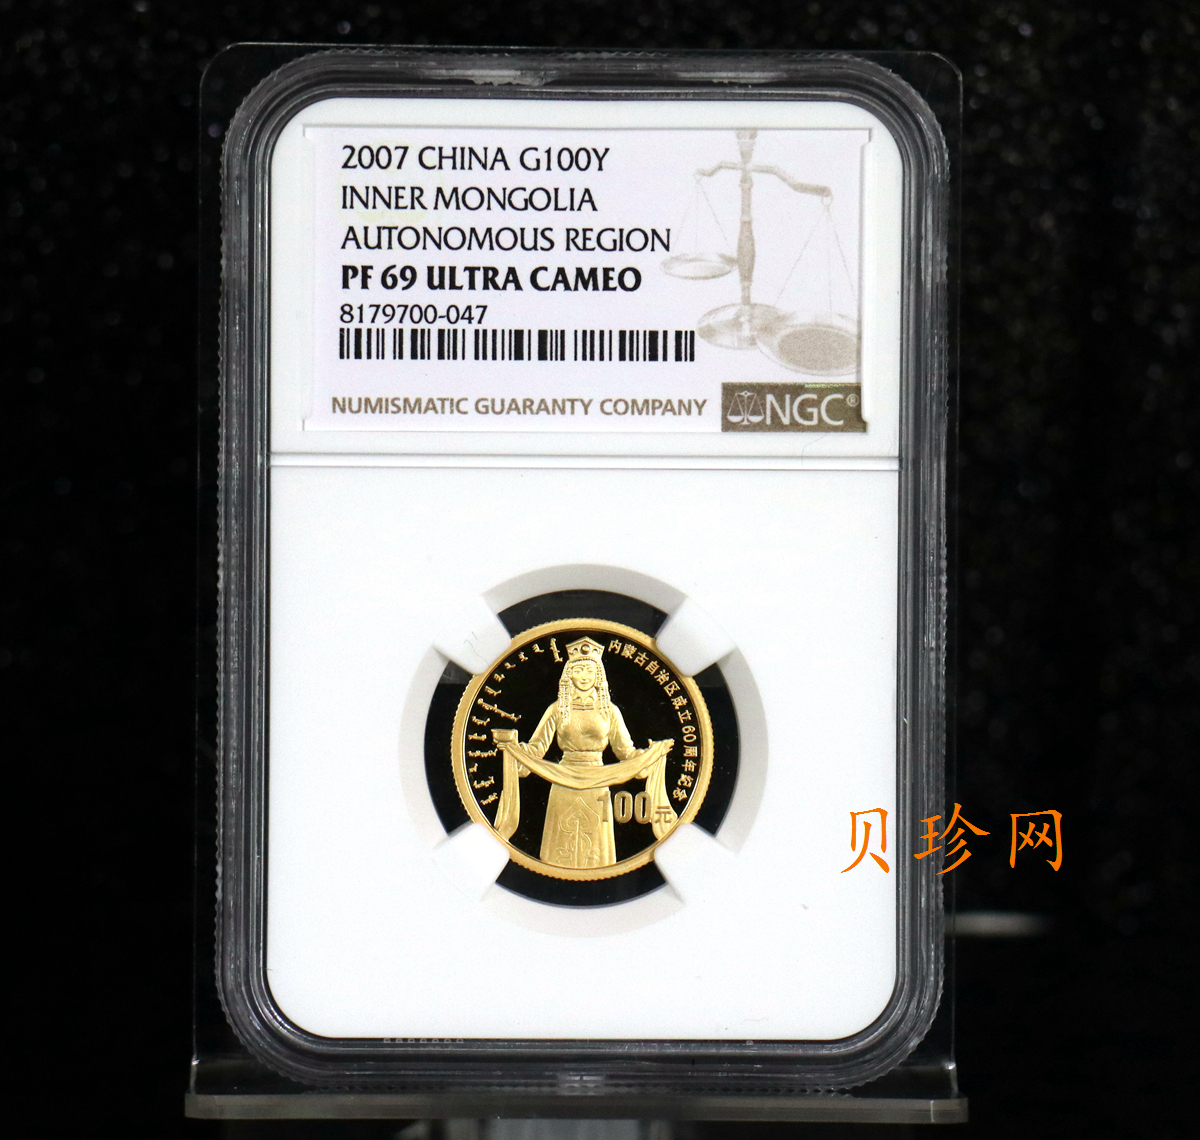 2007 CHINA G100Y
INNER MONGOLIA
AUTONOMOUS REGION
PF 69 ULTRA CAMEO
8179700-047
NUMISMATIC GUARANTY COMPANY
NGC®
内蒙古自治区成立60周年纪念
100元
贝珍网